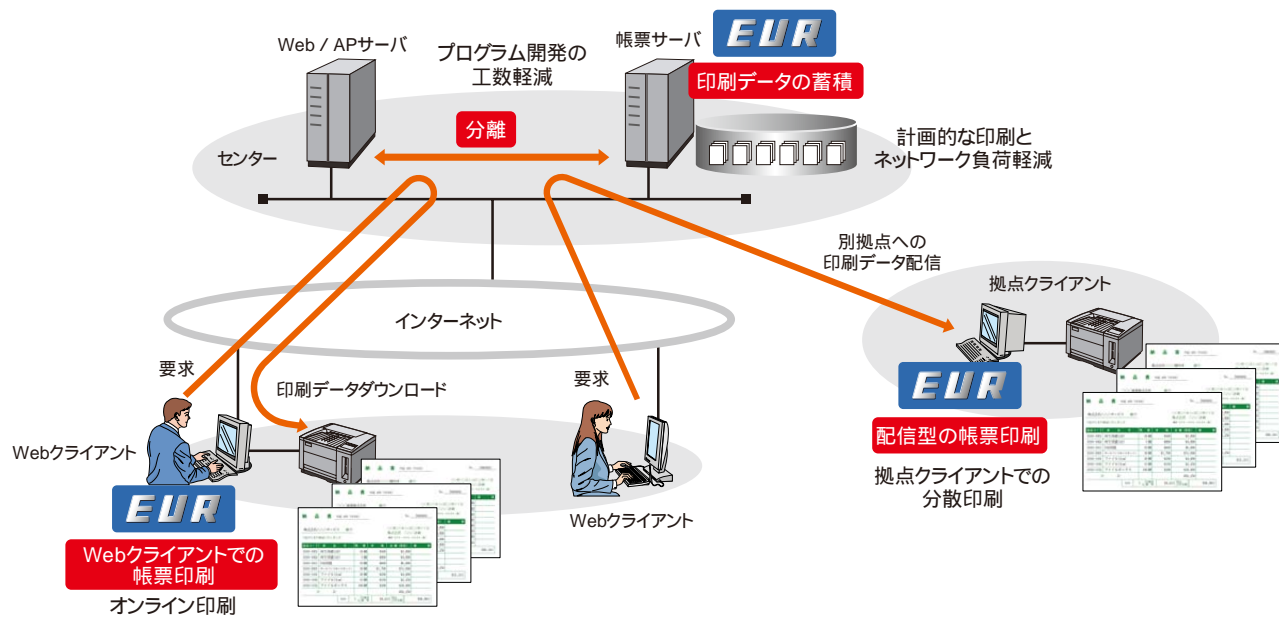 Web / APサーバ
プログラム開発の
工数軽減
帳票サーバ
EUR
印刷データの蓄積
分離
センター
計画的な印刷と
ネットワーク負荷軽減
別拠点への
印刷データ配信
拠点クライアント
インターネット
要求
印刷データダウンロード
要求
EUR
配信型の帳票印刷
拠点クライアントでの
分散印刷
Webクライアント
EUR
Webクライアントでの
帳票印刷
オンライン印刷
Webクライアント